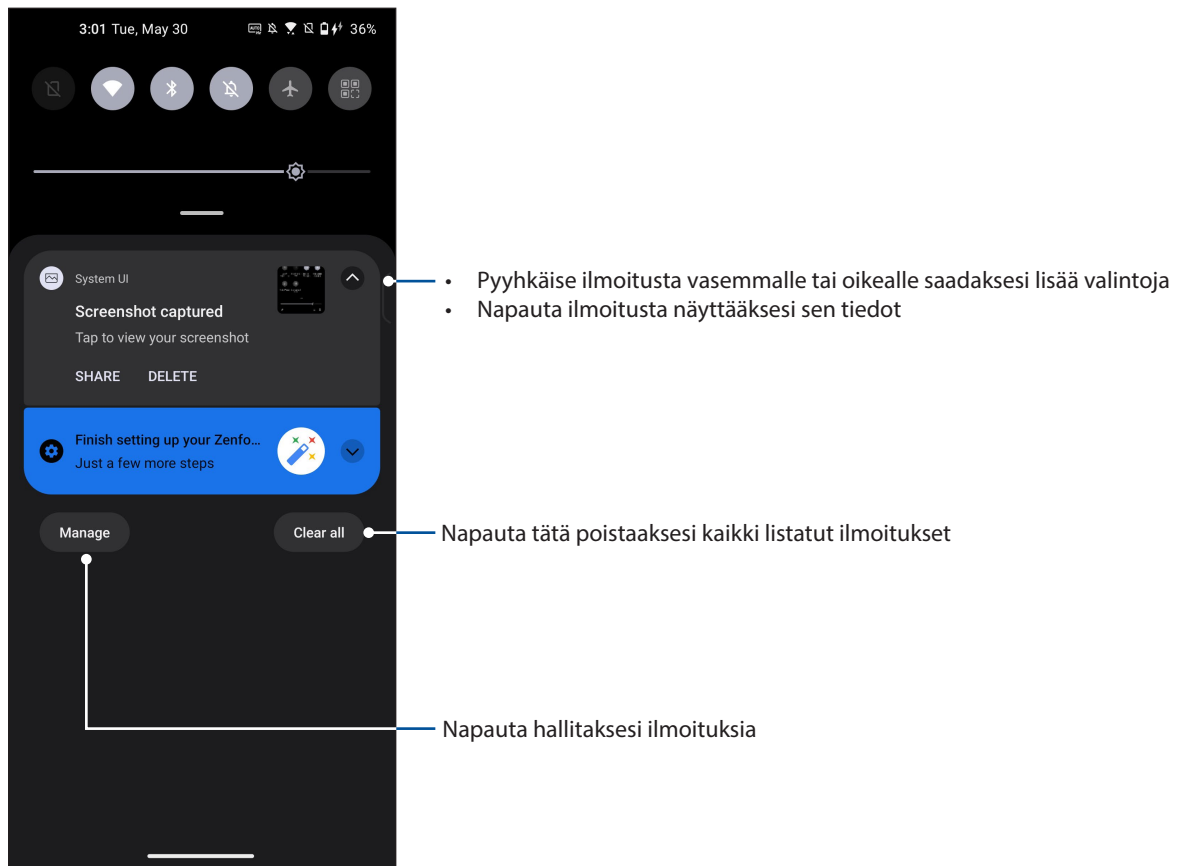 3:01 Tue, May 30
36%
System UI
Screenshot captured
Tap to view your screenshot
SHARE DELETE
• Pyyhkäise ilmoitusta vasemmalle tai oikealle saadaksesi lisää valintoja
• Napauta ilmoitusta näyttääksesi sen tiedot
Finish setting up your Zenfo...
Just a few more steps
Manage
Clear all
Napauta tätä poistaaksesi kaikki listatut ilmoitukset
Napauta hallitaksesi ilmoituksia